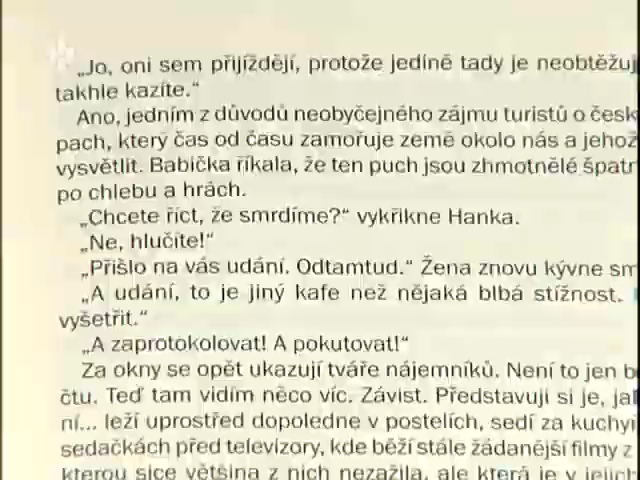 „Jo, oni sem přijíždějí, protože jedíně tady je neobtěžuj
takhle kazíte.“
Ano, jedním z důvodů neobyčejného zájmu turistů o česk
pach, který čas od času zamořuje země okolo nás a jehož
vysvětlit. Babička říkala, že ten puch jsou zhmotnělé špatn
po chlebu a hrách.
„Chcete říct, že smrdíme?“ vykřikne Hanka.
„Ne, hlučíte!“
„Přišlo na vás udání. Odtamtud.“ Žena znovu kývne sm
„A udání, to je jiný kafe než nějaká blbá stížnost.
vyšetřit.“
„A zaprotokolovat! A pokutovat!“
Za okny se opět ukazují tváře nájemníků. Není to jen b
čtu. Teď tam vidím něco víc. Závist. Představuji si je, jak
ní... leží uprostřed dopoledne v postelích, sedí za kuchyň
sedačkách před televizory, kde běží stále žádanější filmy z
kterou sice většina z nich nezažila, ale která je v jejich